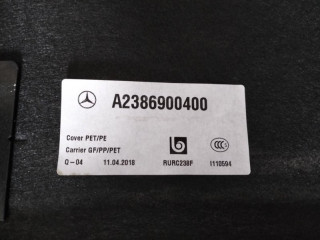 A2386900400
Cover PET/PE
Carrier GF/PP/PET
Q-04 11.04.2018 RURC238F I110594